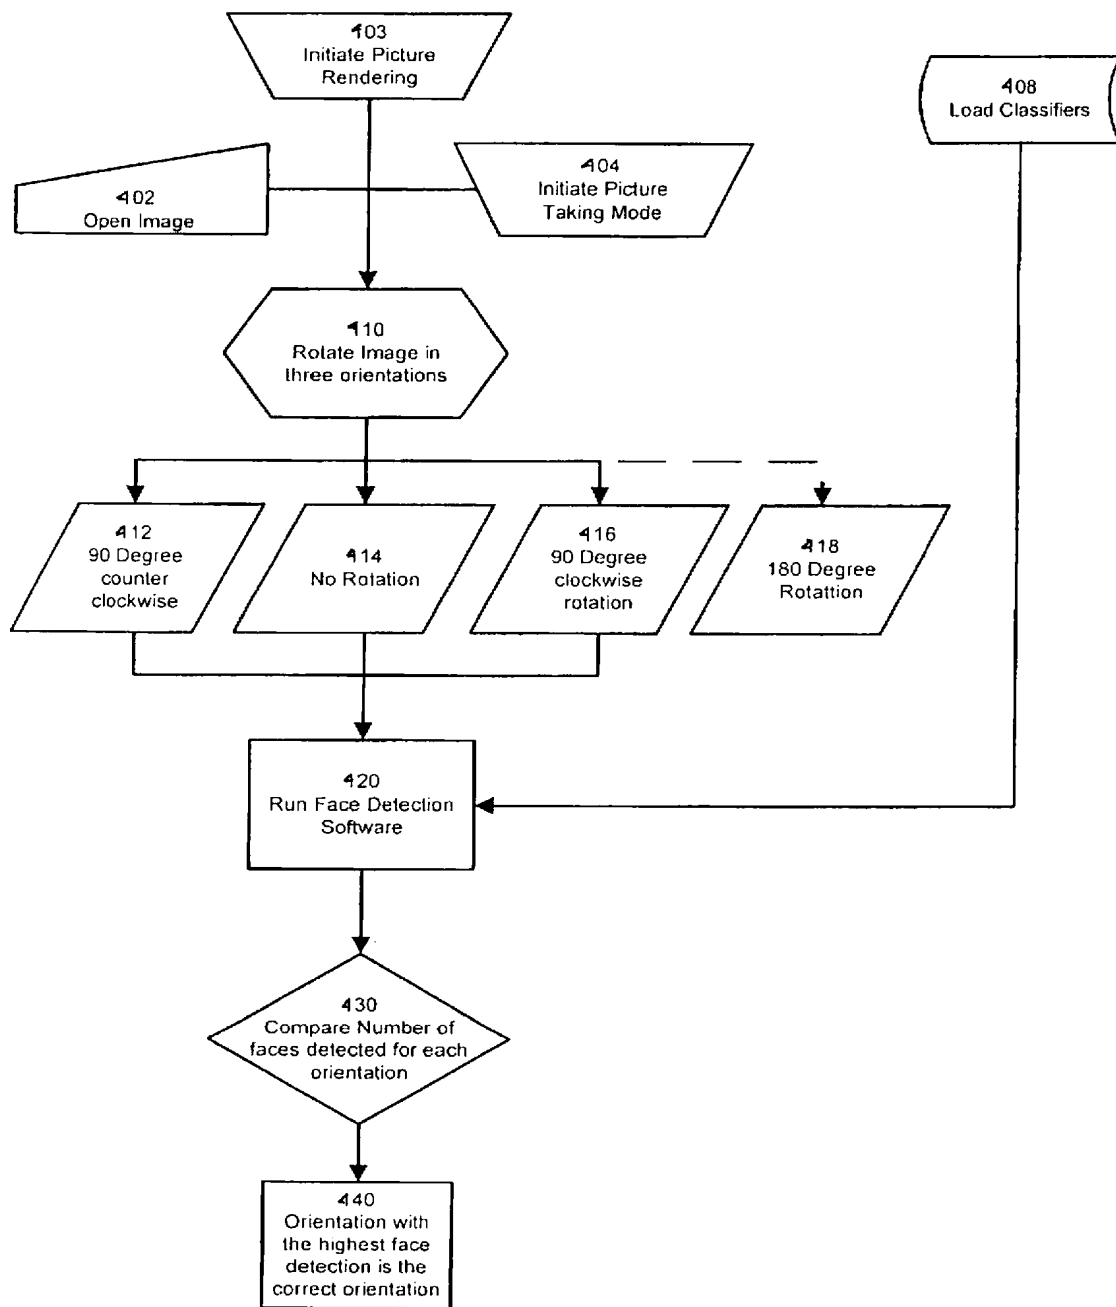 403
Initiate Picture
Rendering
408
Load Classifiers
402
Open Image
404
Initiate Picture
Taking Mode
410
Rotate Image in
three orientations
412
90 Degree
counter
clockwise
414
No Rotation
416
90 Degree
clockwise
rotation
418
180 Degree
Rotattion
420
Run Face Detection
Software
430
Compare Number of
faces detected for each
orientation
440
Orientation with
the highest face
detection is the
correct orientation